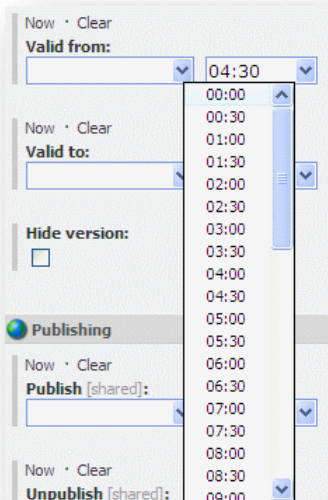 Now · Clear
Valid from:
04:30
00:00
00:30
01:00
01:30
02:00
02:30
03:00
03:30
04:00
04:30
05:00
05:30
06:00
06:30
07:00
07:30
08:00
08:30
09:00
Now · Clear
Valid to:
Hide version:
Publishing
Now · Clear
Publish [shared]:
Now · Clear
Unpublish [shared]: